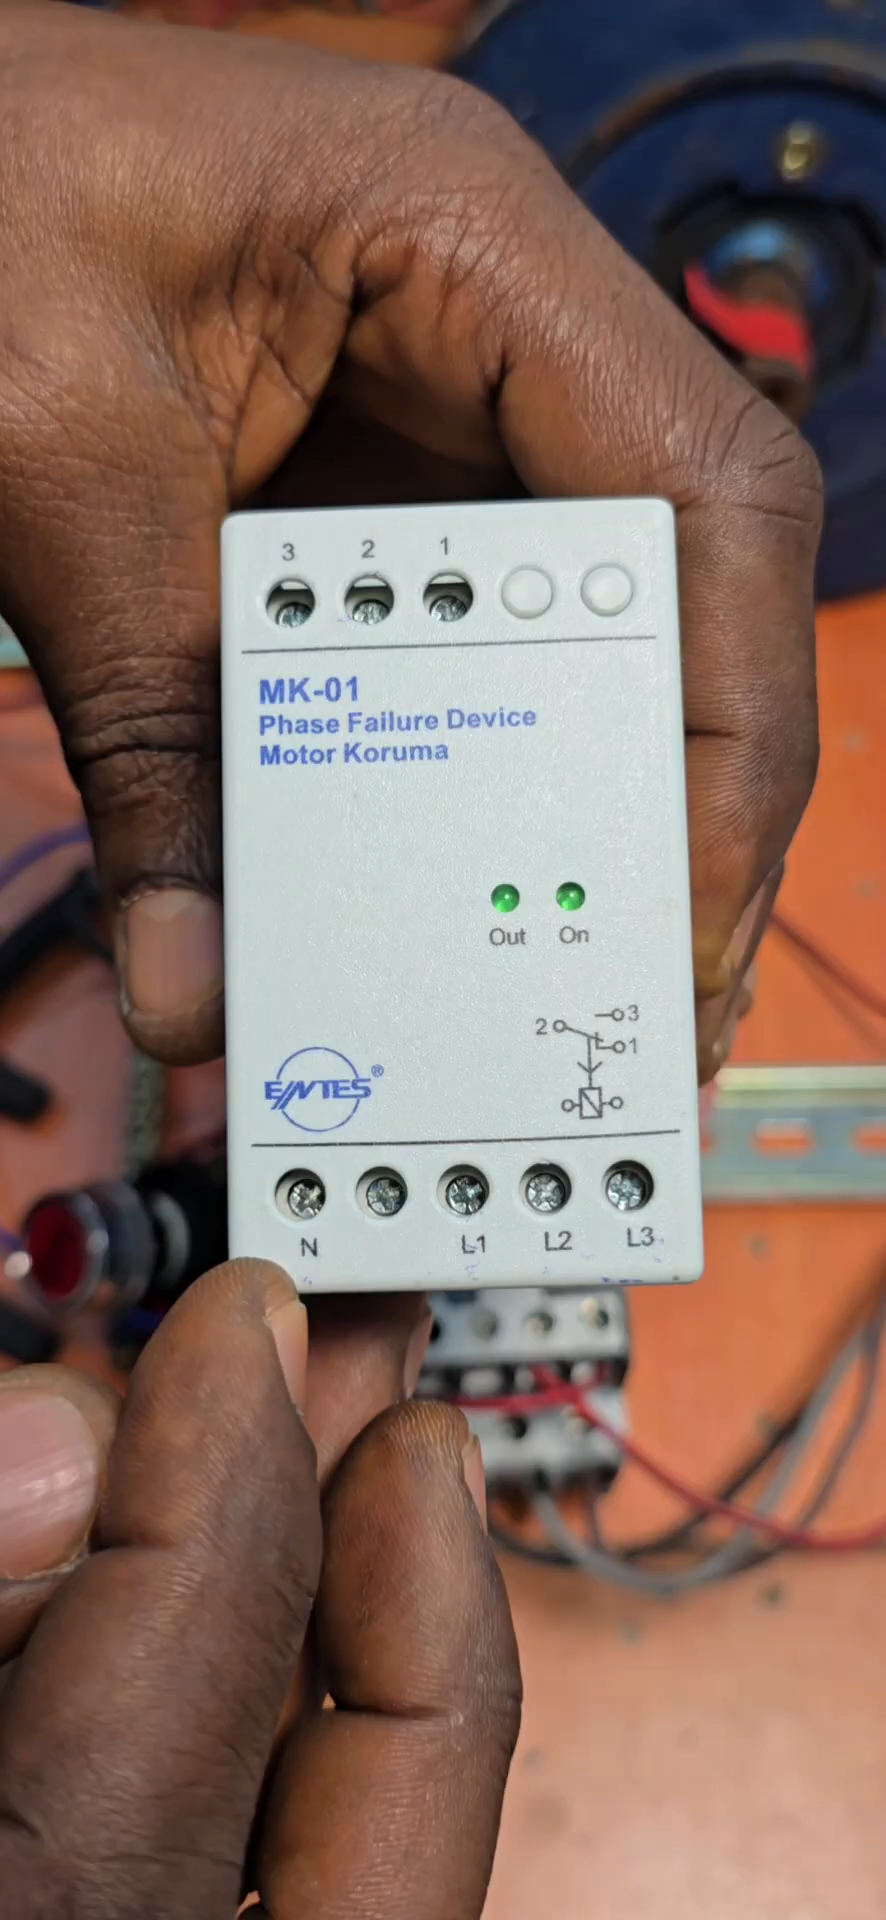 3 2 1
MK-01
Phase Failure Device
Motor Koruma
Out On
3
2
1
ENTES®
N L1 L2 L3